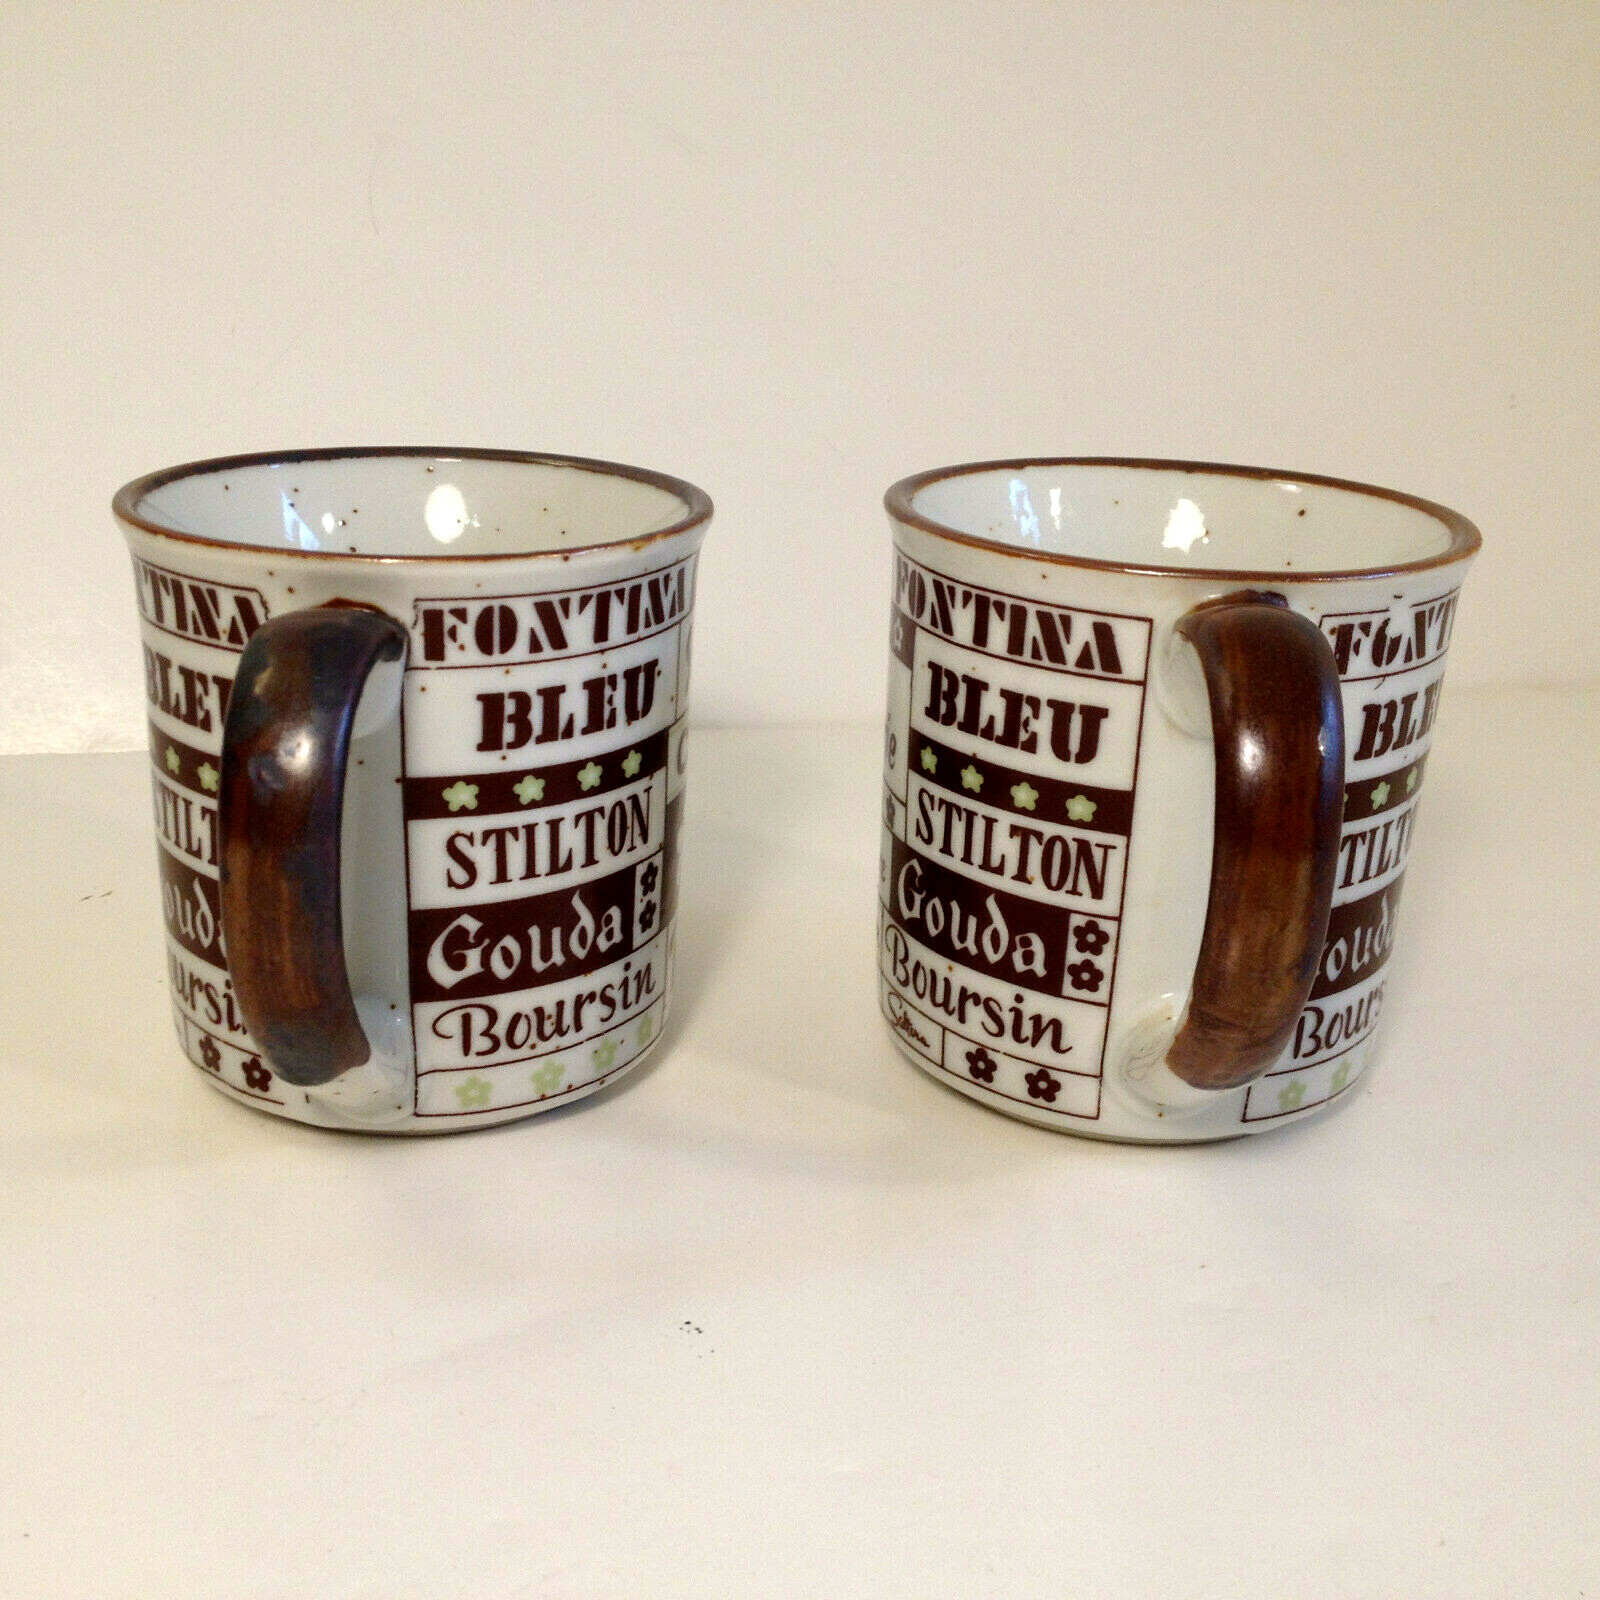 FONTINA
BLEU
STILTON
Gouda
Boursin
FONTINA
BLEU
STILTON
Gouda
Boursin